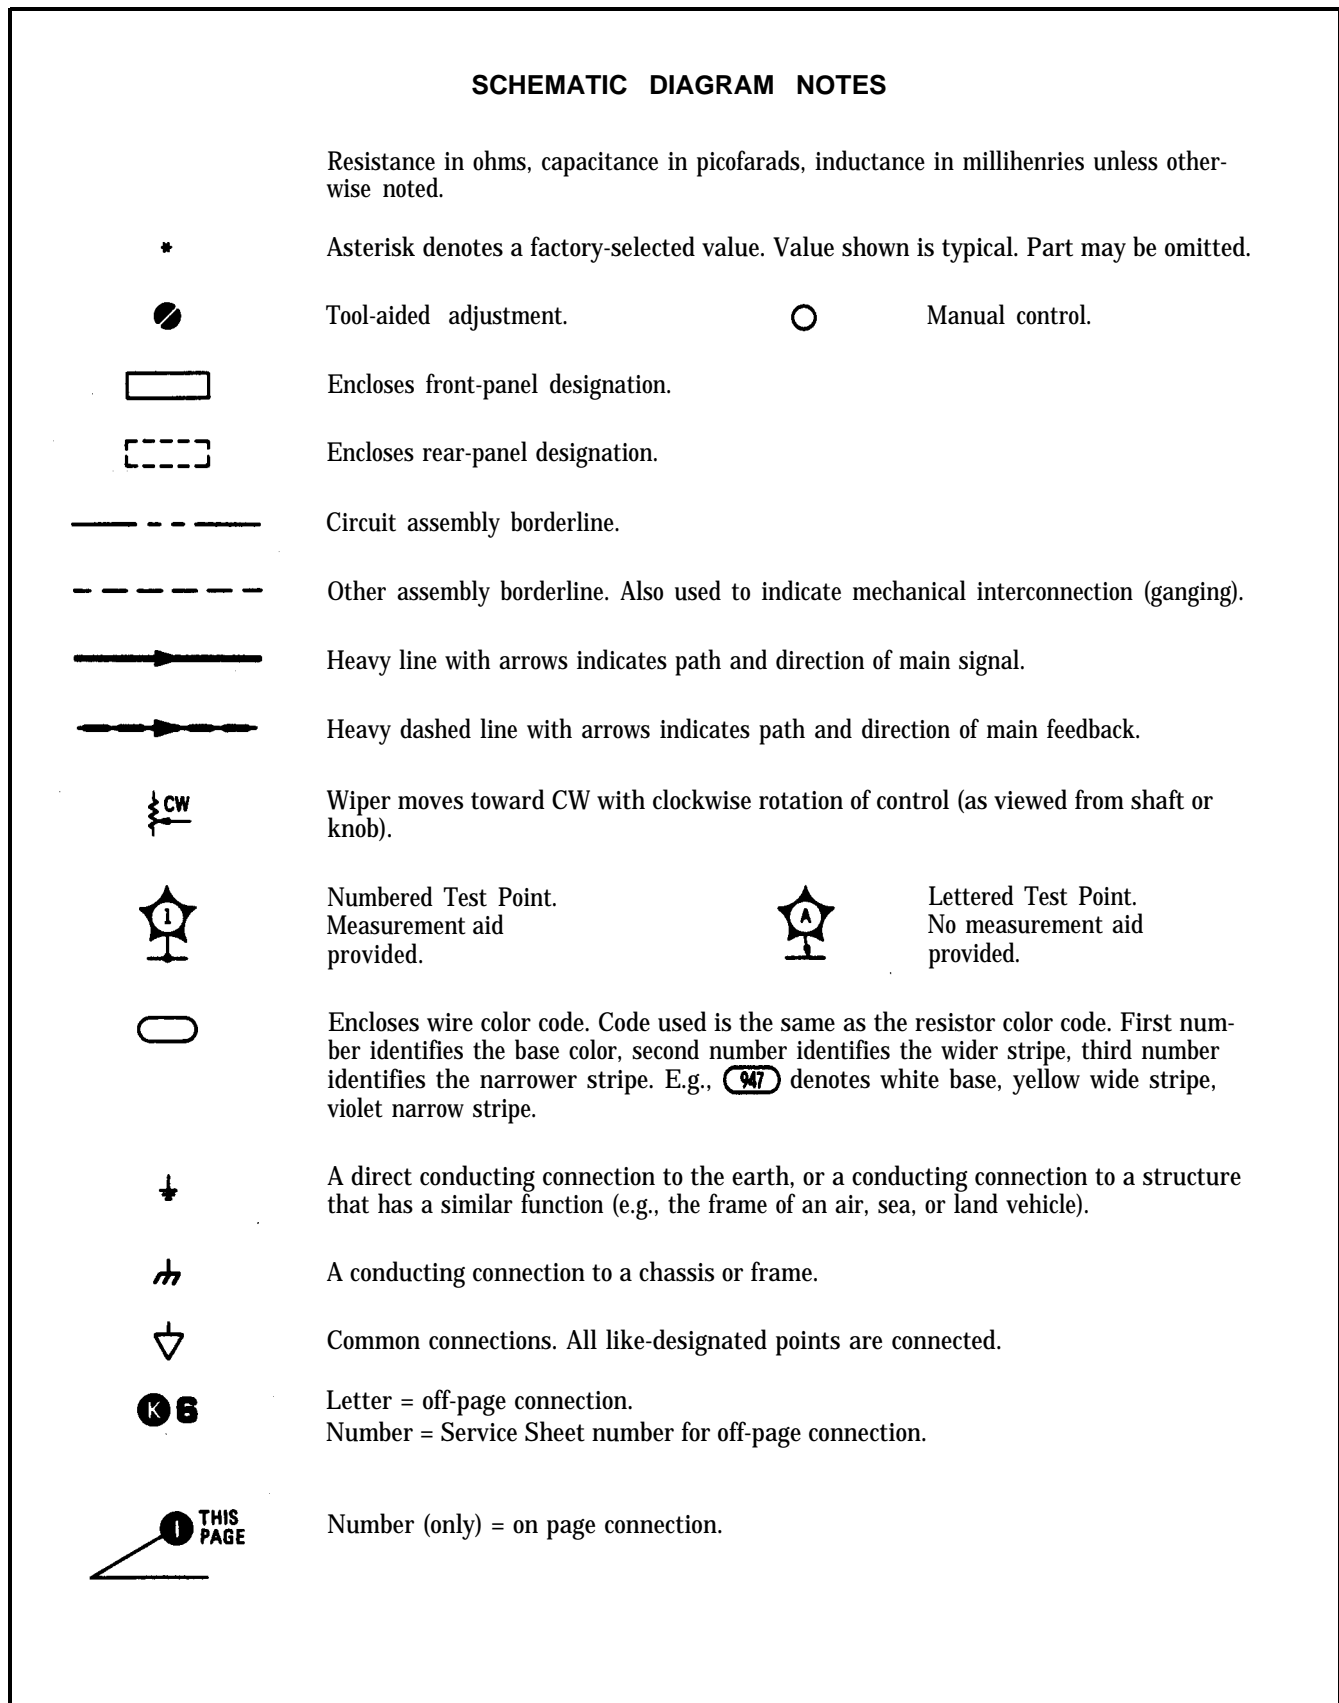 SCHEMATIC DIAGRAM NOTES
Resistance in ohms, capacitance in picofarads, inductance in millihenries unless other-
wise noted.
* Asterisk denotes a factory-selected value. Value shown is typical. Part may be omitted.
Tool-aided adjustment. Manual control.
Encloses front-panel designation.
Encloses rear-panel designation.
Circuit assembly borderline.
Other assembly borderline. Also used to indicate mechanical interconnection (ganging).
Heavy line with arrows indicates path and direction of main signal.
Heavy dashed line with arrows indicates path and direction of main feedback.
CW
Wiper moves toward CW with clockwise rotation of control (as viewed from shaft or
knob).
1
Numbered Test Point.
Measurement aid
provided.
A
Lettered Test Point.
No measurement aid
provided.
Encloses wire color code. Code used is the same as the resistor color code. First num-
ber identifies the base color, second number identifies the wider stripe, third number
identifies the narrower stripe. E.g., 947 denotes white base, yellow wide stripe,
violet narrow stripe.
A direct conducting connection to the earth, or a conducting connection to a structure
that has a similar function (e.g., the frame of an air, sea, or land vehicle).
A conducting connection to a chassis or frame.
Common connections. All like-designated points are connected.
K 6
Letter = off-page connection.
Number = Service Sheet number for off-page connection.
1 THIS
PAGE
Number (only) = on page connection.